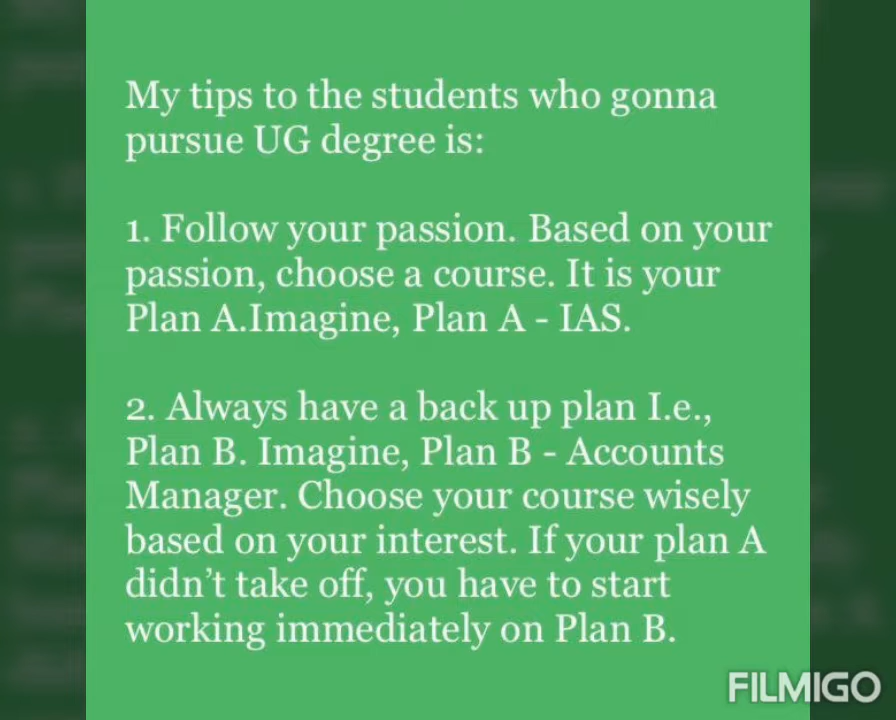 My tips to the students who gonna
pursue UG degree is:
1. Follow your passion. Based on your
passion, choose a course. It is your
Plan A.Imagine, Plan A - IAS.
2. Always have a back up plan I.e.,
Plan B. Imagine, Plan B - Accounts
Manager. Choose your course wisely
based on your interest. If your plan A
didn't take off, you have to start
working immediately on Plan B.
FILMIGO